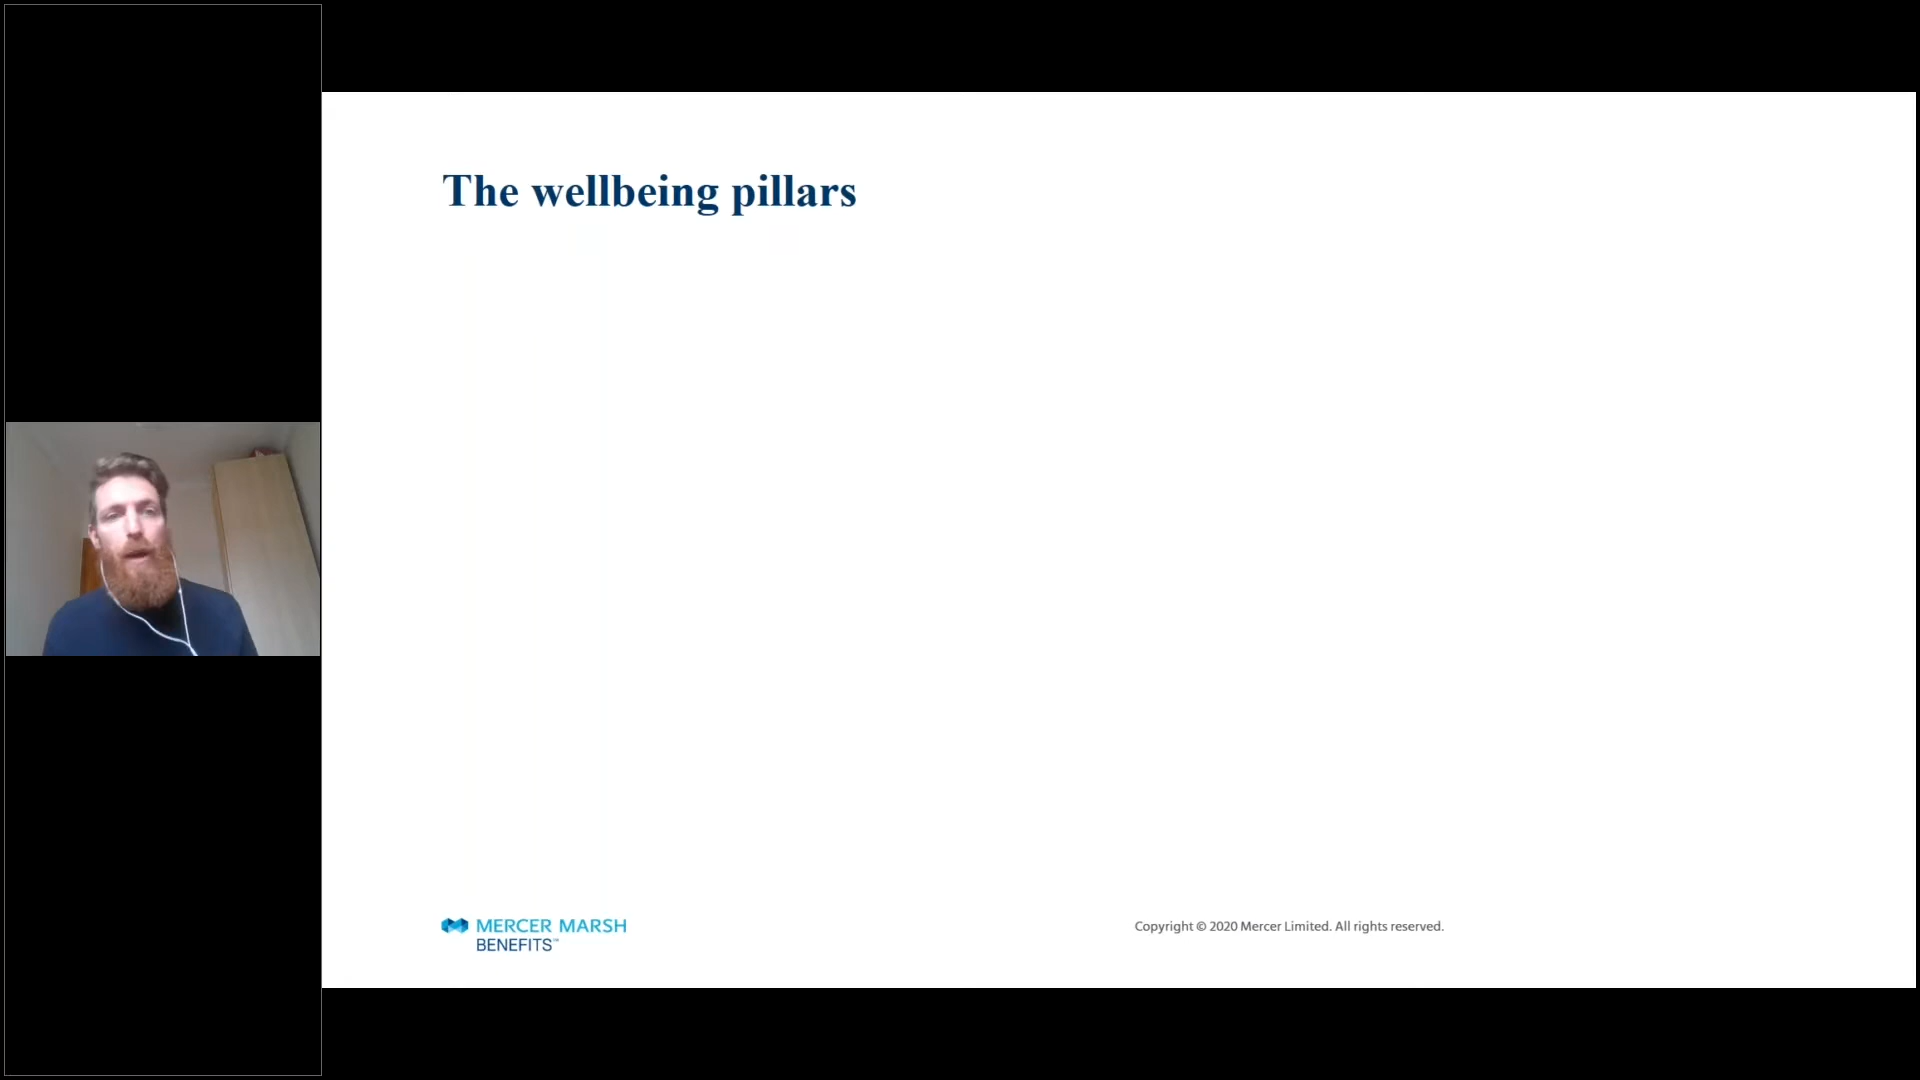 The wellbeing pillars
MERCER MARSH
BENEFITS™
Copyright © 2020 Mercer Limited. All rights reserved.